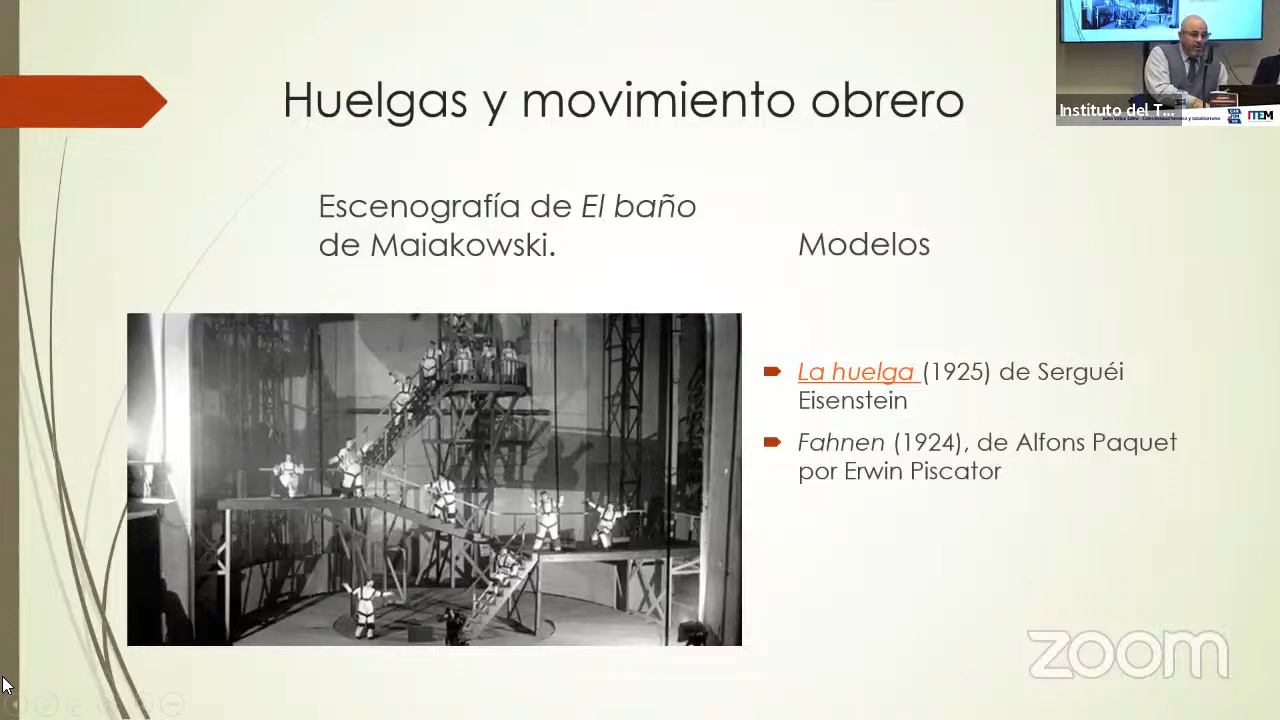 Huelgas y movimiento obrero
Instituto del T...
ITEM
Escenografía de El baño
de Maiakowski.
Modelos
La huelga (1925) de Serguéi
Eisenstein
Fahnen (1924), de Alfons Paquet
por Erwin Piscator
zoom